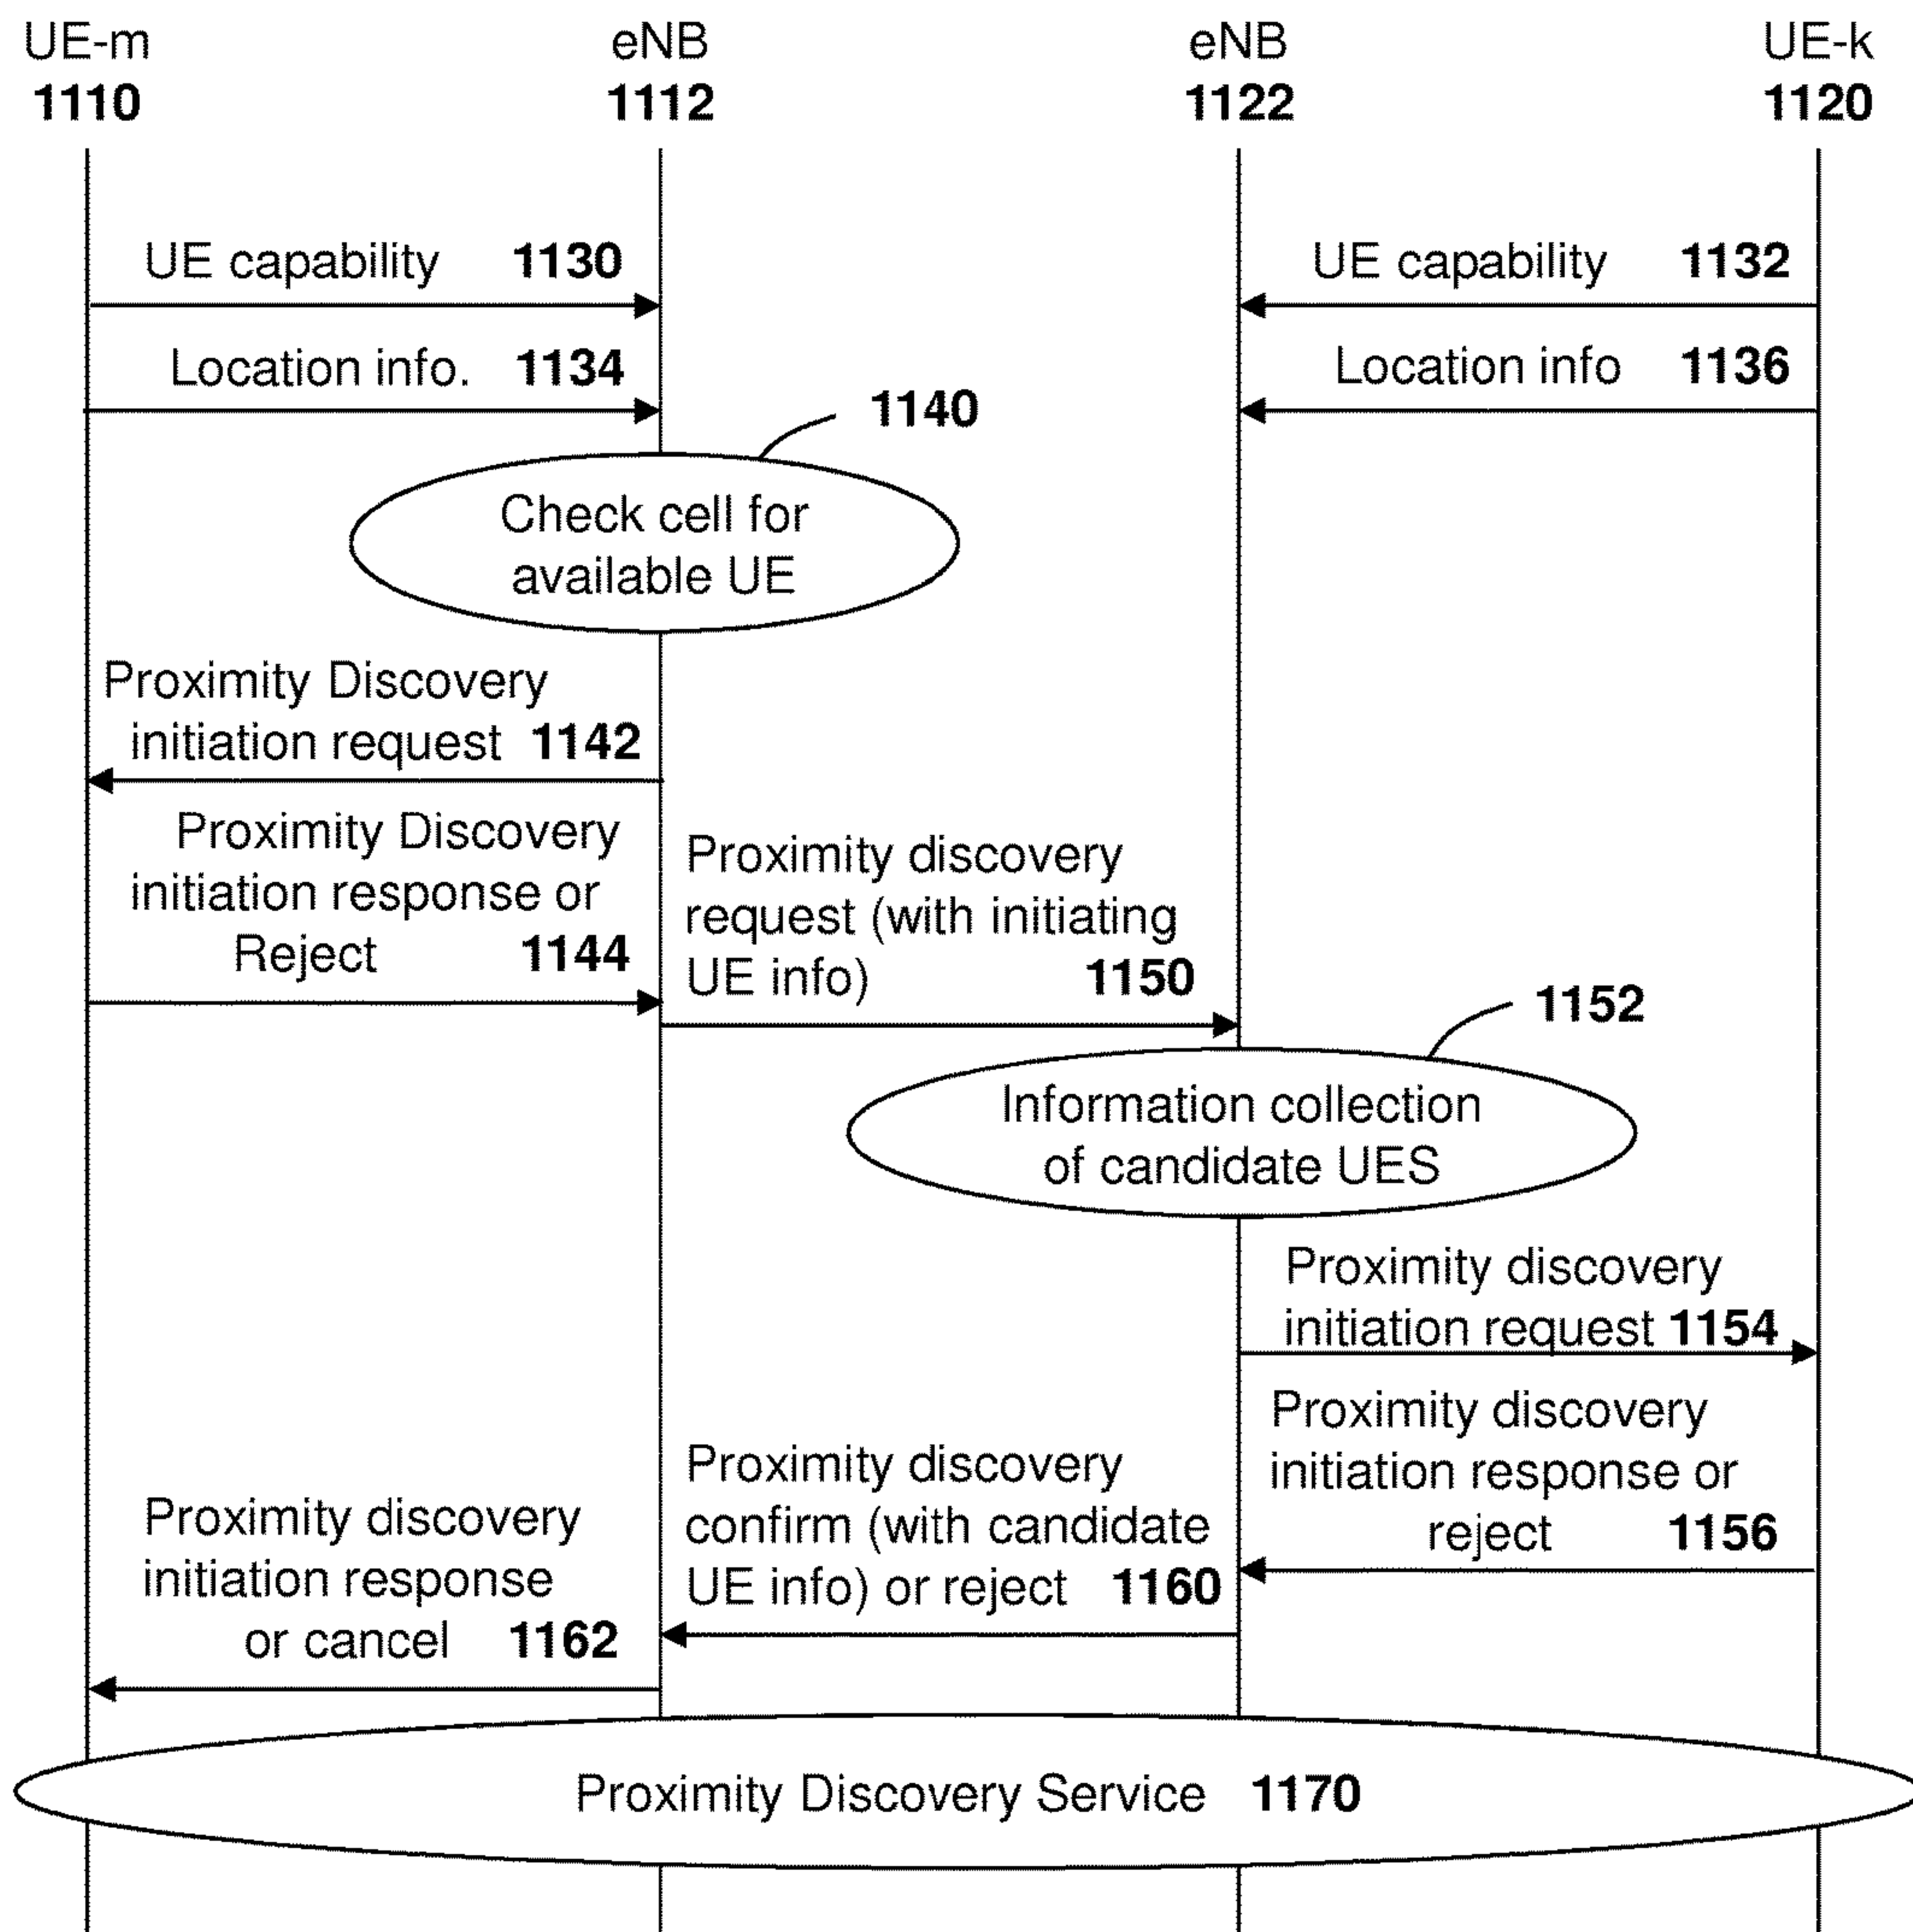 UE-m
1110
eNB
1112
eNB
1122
UE-k
1120
UE capability 1130
UE capability 1132
Location info. 1134
Location info 1136
1140
Check cell for
available UE
Proximity Discovery
initiation request 1142
Proximity Discovery
initiation response or
Reject 1144
Proximity discovery
request (with initiating
UE info) 1150
1152
Information collection
of candidate UES
Proximity discovery
initiation request 1154
Proximity discovery
initiation response or
reject 1156
Proximity discovery
confirm (with candidate
UE info) or reject 1160
Proximity discovery
initiation response
or cancel 1162
Proximity Discovery Service 1170